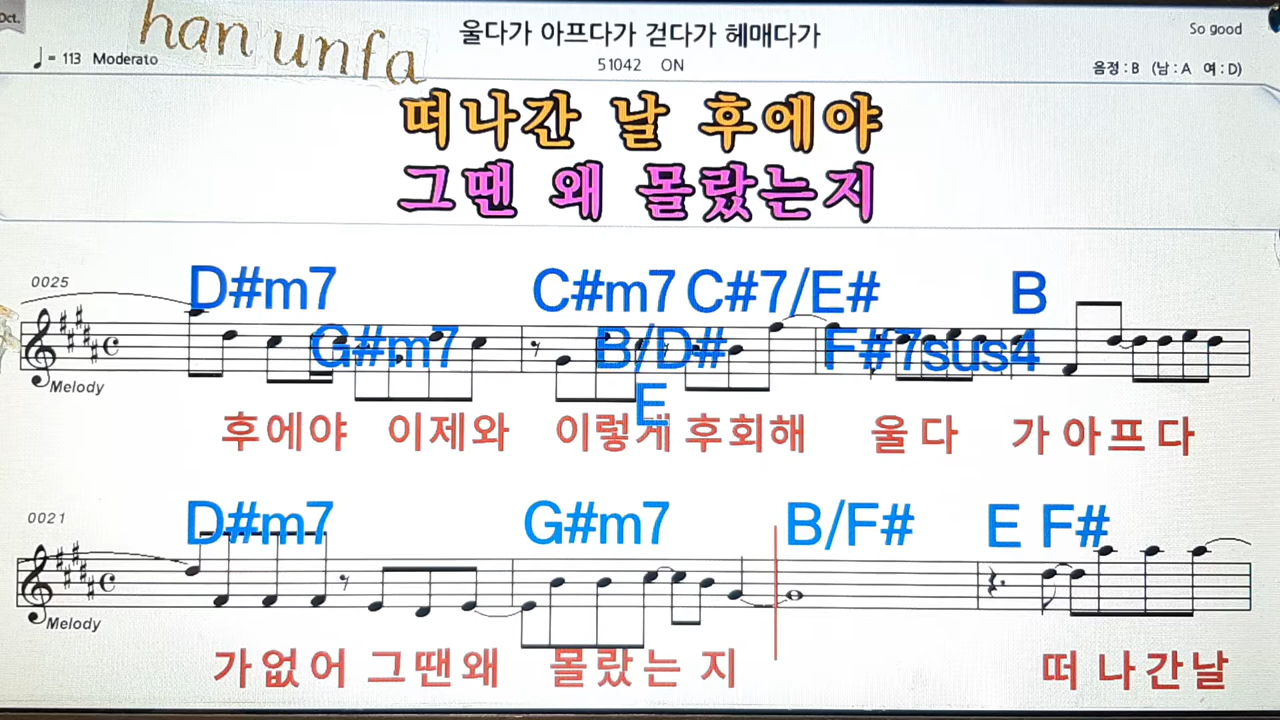 Oct.
han unfa
울다가 아프다가 걷다가 헤매다가
So good
♩= 113 Moderato
51042 ON
음정 : B (남 : A 여 : D)
떠나간 날 후에야
그땐 왜 몰랐는지
0025
D#m7 C#m7 C#7/E# B
G#m7 B/D# F#7sus4
E
Melody
후에야 이제와 이렇게 후회해 울다 가 아프다
0021
D#m7 G#m7 B/F# E F#
Melody
가없어 그땐왜 몰랐는 지 떠나간날